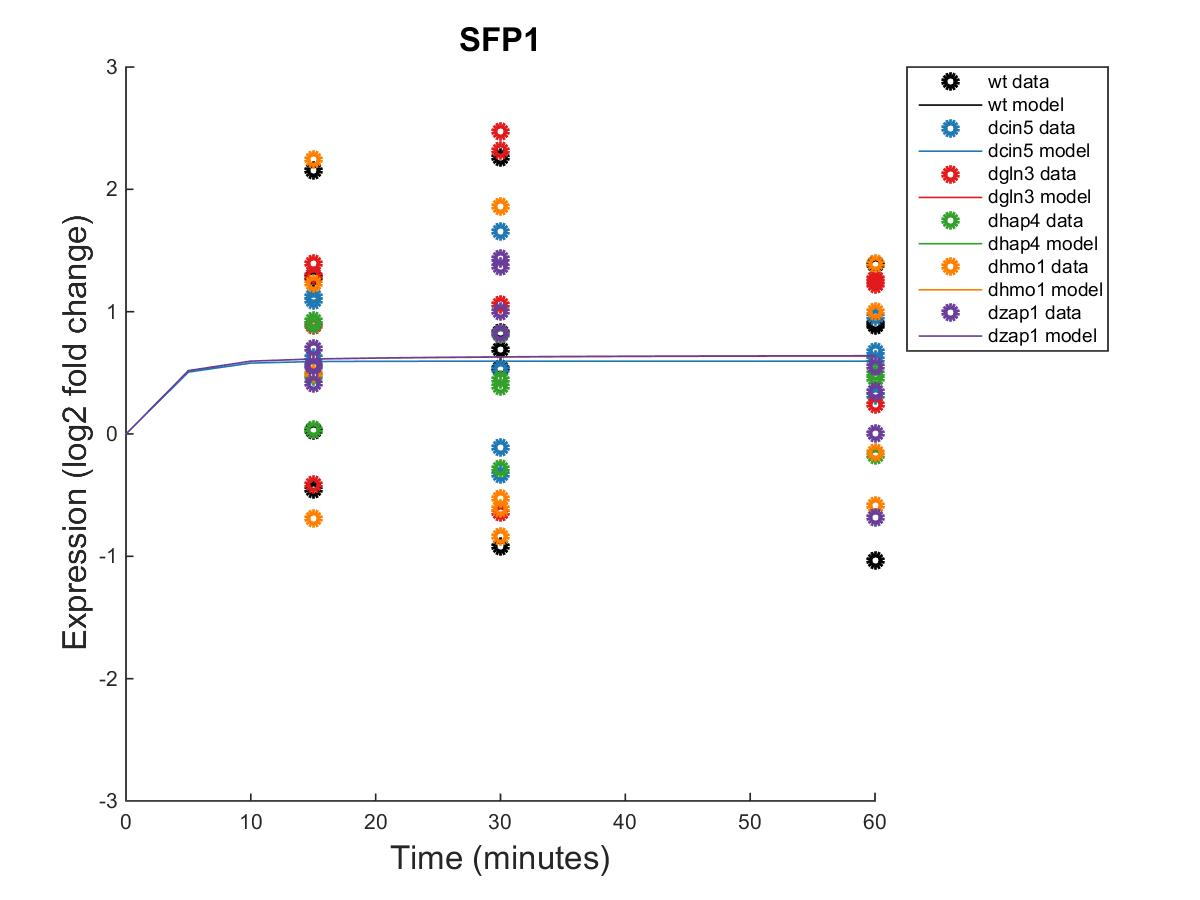 SFP1
3
2
1
0
-1
-2
-3
Expression (log2 fold change)
0
10
20
30
40
50
60
Time (minutes)
wt data
wt model
dcin5 data
dcin5 model
dgln3 data
dgln3 model
dhap4 data
dhap4 model
dhmo1 data
dhmo1 model
dzap1 data
dzap1 model